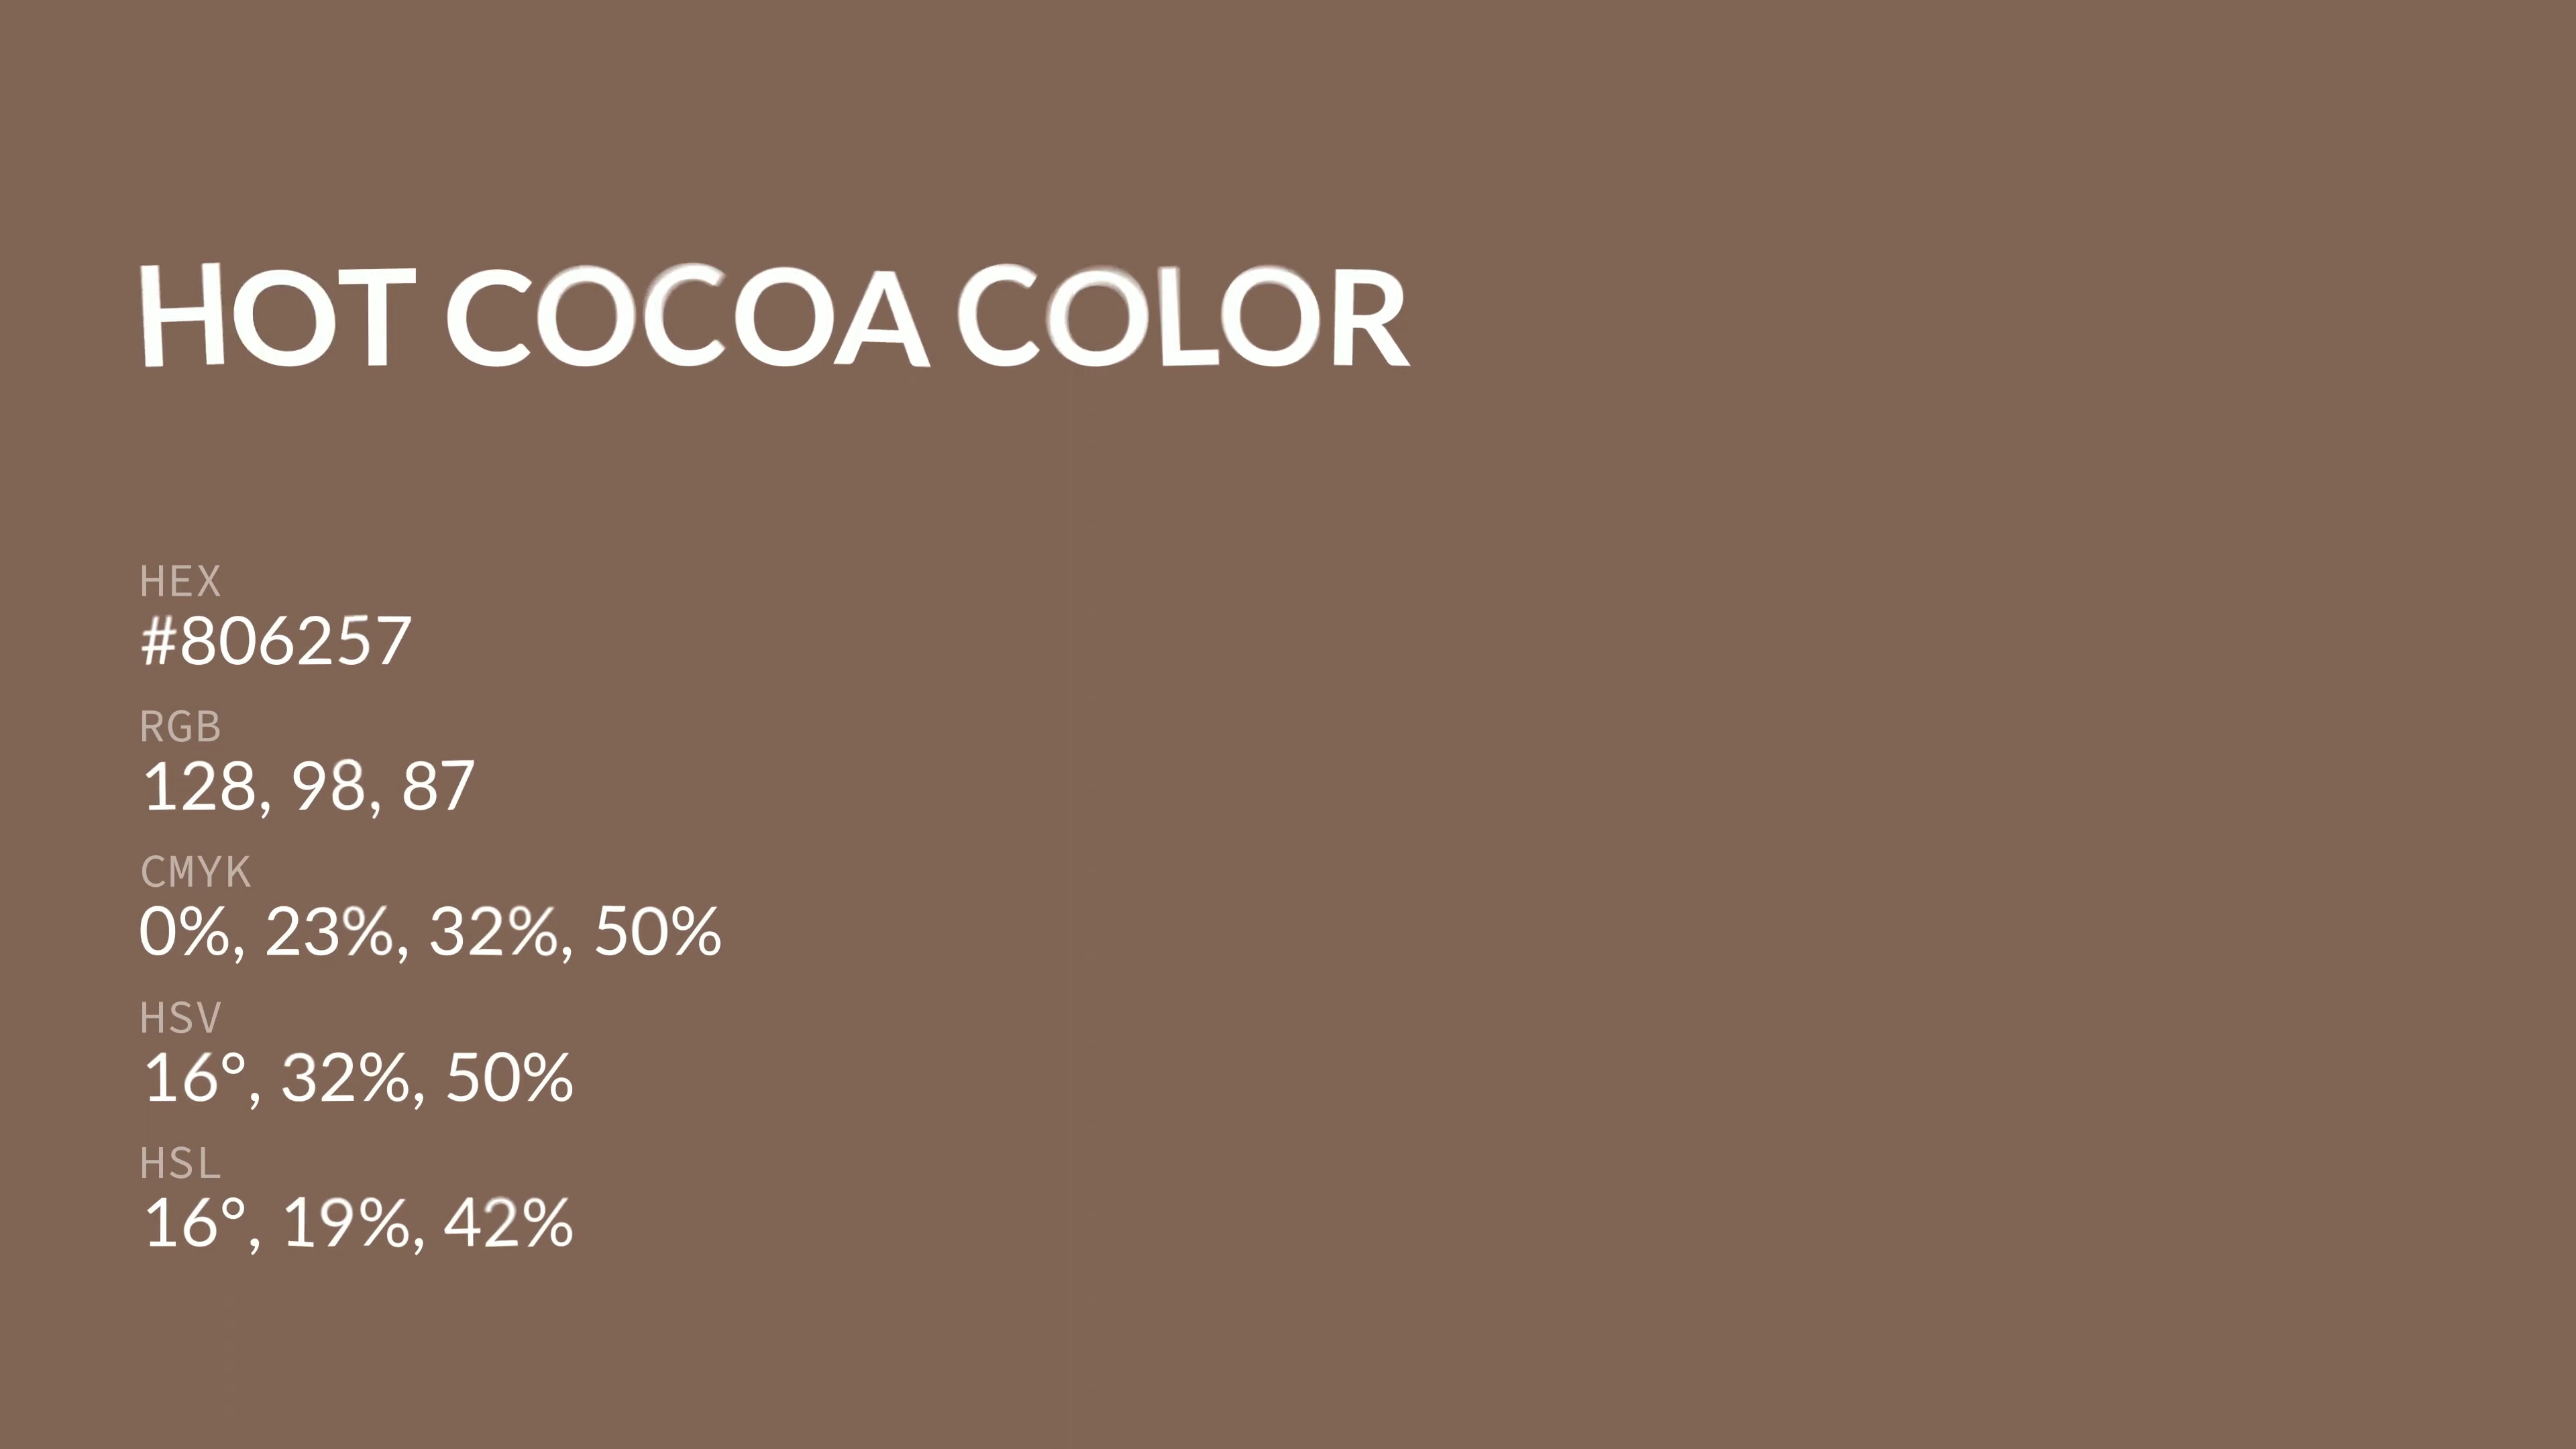 HOT COCOA COLOR
HEX
#806257
RGB
128, 98, 87
CMYK
0%, 23%, 32%, 50%
HSV
16°, 32%, 50%
HSL
16°, 19%, 42%